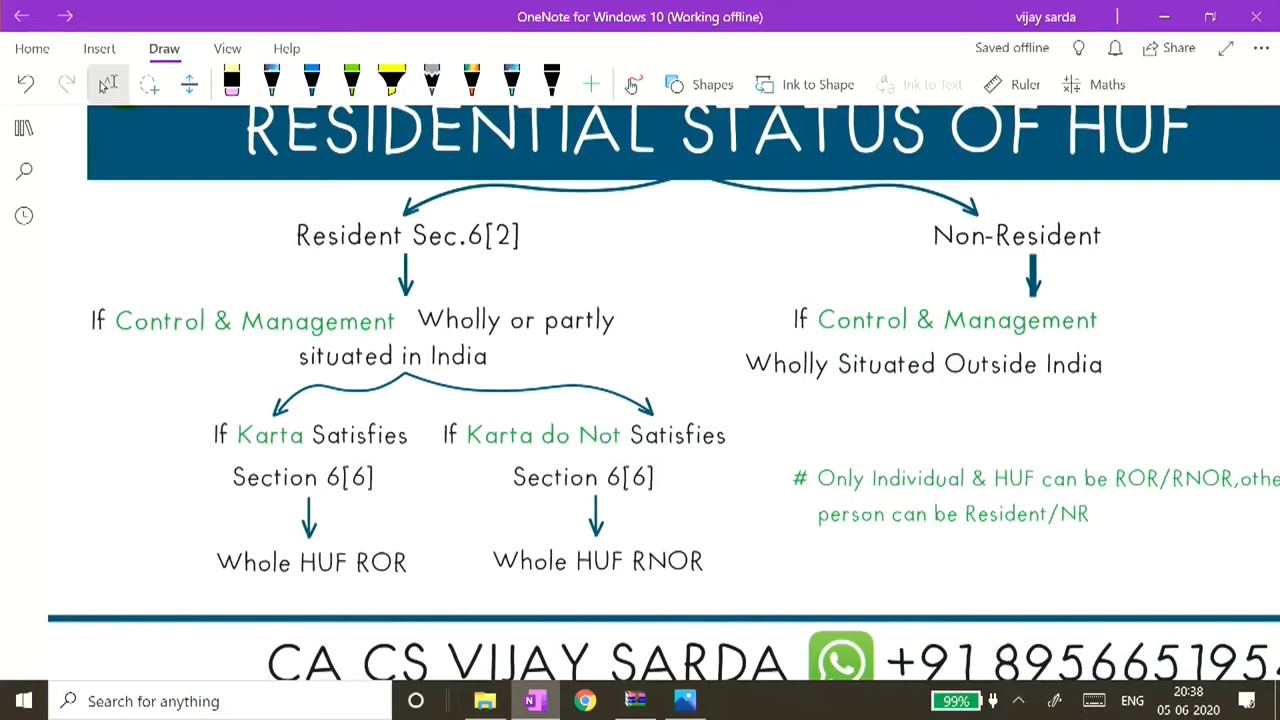 OneNote for Windows 10 (Working offline)
vijay sarda
Home Insert Draw View Help
Saved offline
Share
Shapes
Ink to Shape
Ink to Text
Ruler
Maths
RESIDENTIAL STATUS OF HUF
Resident Sec.6[2]
Non-Resident
If Control & Management Wholly or partly
situated in India
If Control & Management
Wholly Situated Outside India
If Karta Satisfies
Section 6[6]
If Karta do Not Satisfies
Section 6[6]
# Only Individual & HUF can be ROR/RNOR,othe
person can be Resident/NR
Whole HUF ROR
Whole HUF RNOR
CA CS VIJAY SARDA +91 895665195
Search for anything
99%
ENG
20:38
05-06-2020